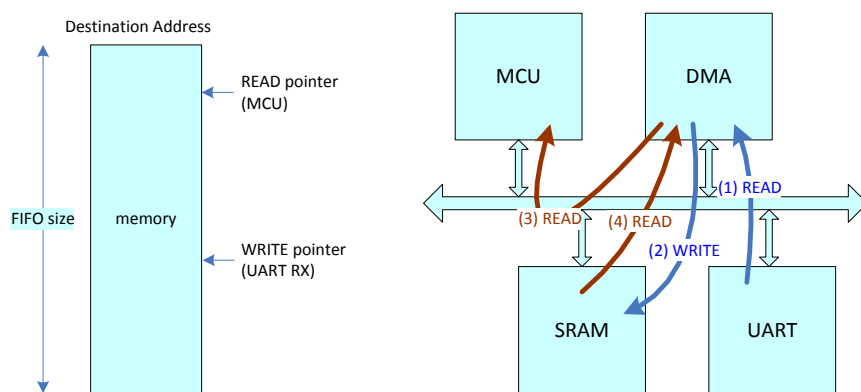 Destination Address
READ pointer
(MCU)
FIFO size
memory
WRITE pointer
(UART RX)
MCU
DMA
(1) READ
(3) READ
(4) READ
(2) WRITE
SRAM
UART